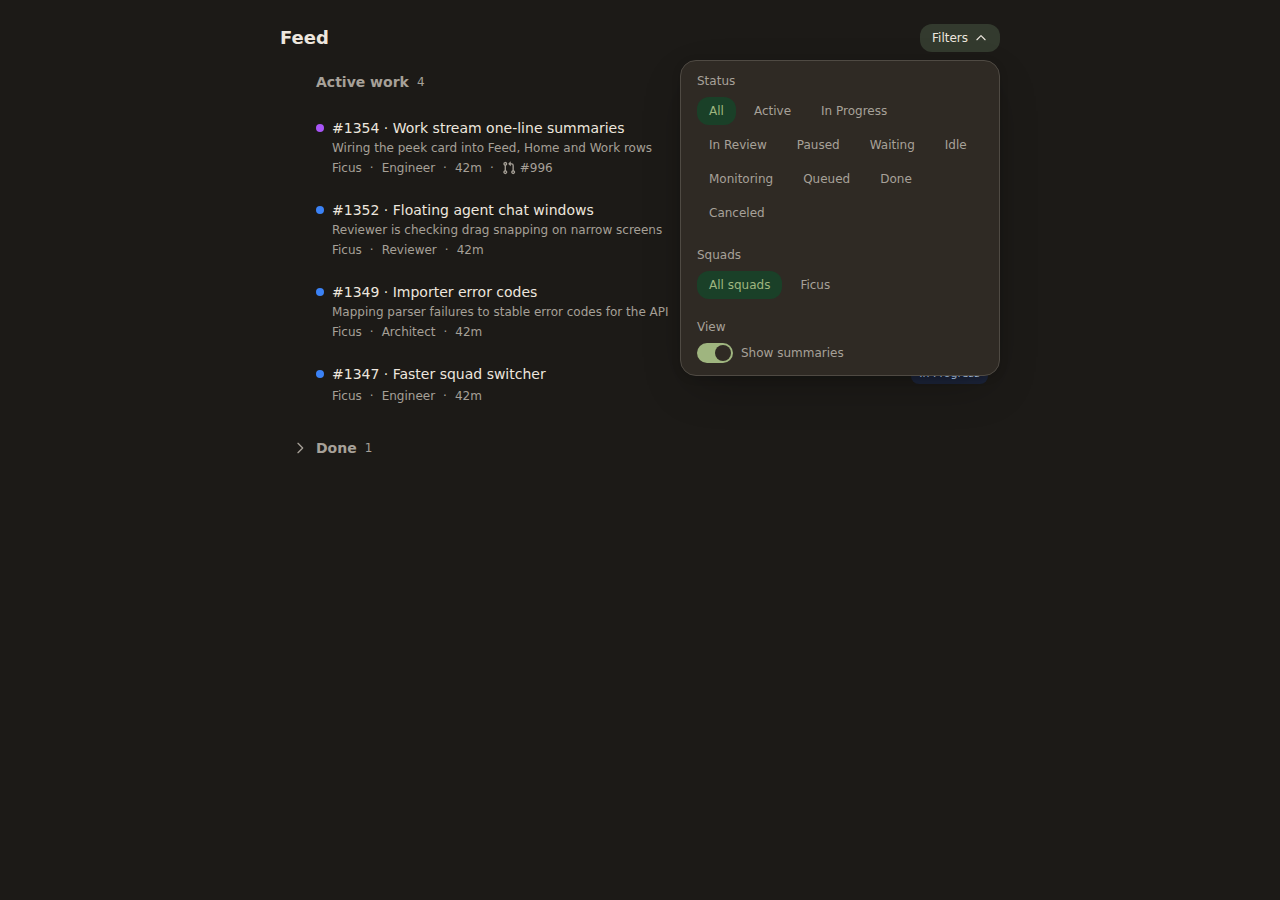 Feed
Filters
Active work 4
#1354 · Work stream one-line summaries
Wiring the peek card into Feed, Home and Work rows
Ficus · Engineer · 42m · #996
#1352 · Floating agent chat windows
Reviewer is checking drag snapping on narrow screens
Ficus · Reviewer · 42m
#1349 · Importer error codes
Mapping parser failures to stable error codes for the API
Ficus · Architect · 42m
#1347 · Faster squad switcher
Ficus · Engineer · 42m
Done 1
Status
All Active In Progress
In Review Paused Waiting Idle
Monitoring Queued Done
Canceled
Squads
All squads Ficus
View
Show summaries